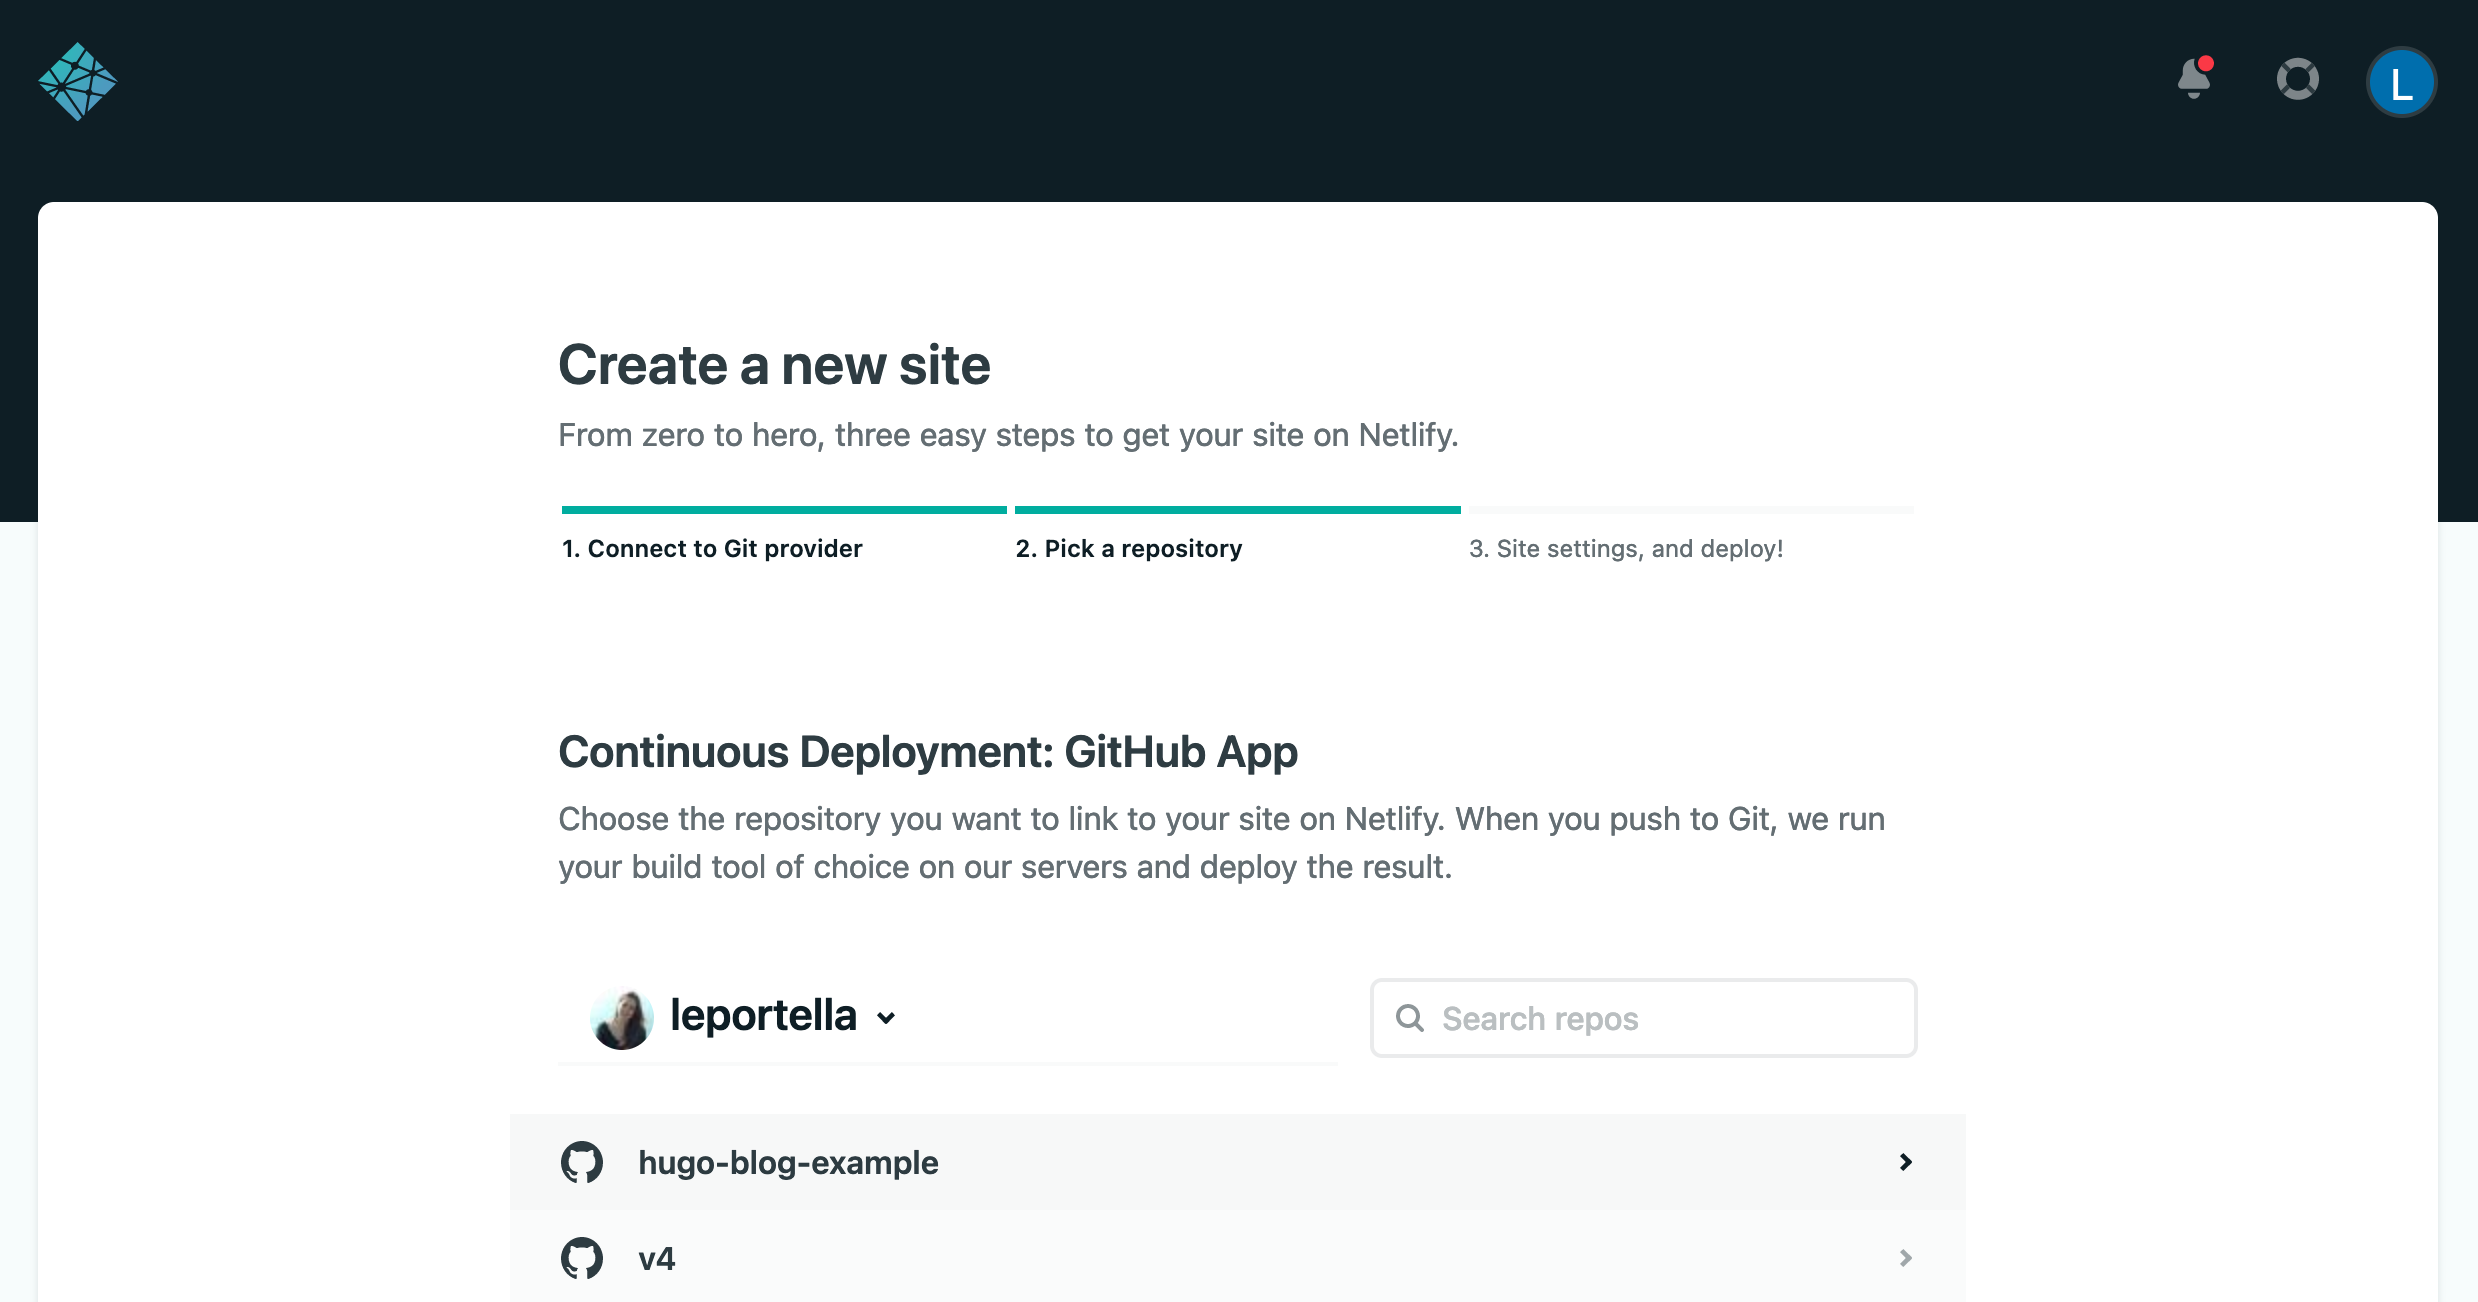 L
Create a new site
From zero to hero, three easy steps to get your site on Netlify.
1. Connect to Git provider
2. Pick a repository
3. Site settings, and deploy!
Continuous Deployment: GitHub App
Choose the repository you want to link to your site on Netlify. When you push to Git, we run
your build tool of choice on our servers and deploy the result.
leportella
Search repos
hugo-blog-example
v4